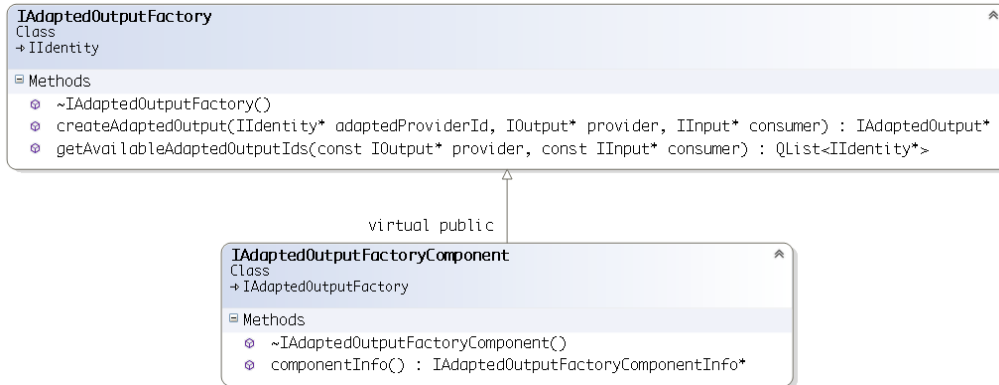 IAdaptedOutputFactory
Class
IIdentity
Methods
~IAdaptedOutputFactory()
createAdaptedOutput(IIdentity* adaptedProviderId, IOutput* provider, IInput* consumer) : IAdaptedOutput*
getAvailableAdaptedOutputIds(const IOutput* provider, const IInput* consumer) : QList<IIdentity*>
virtual public
IAdaptedOutputFactoryComponent
Class
IAdaptedOutputFactory
Methods
~IAdaptedOutputFactoryComponent()
componentInfo() : IAdaptedOutputFactoryComponentInfo*